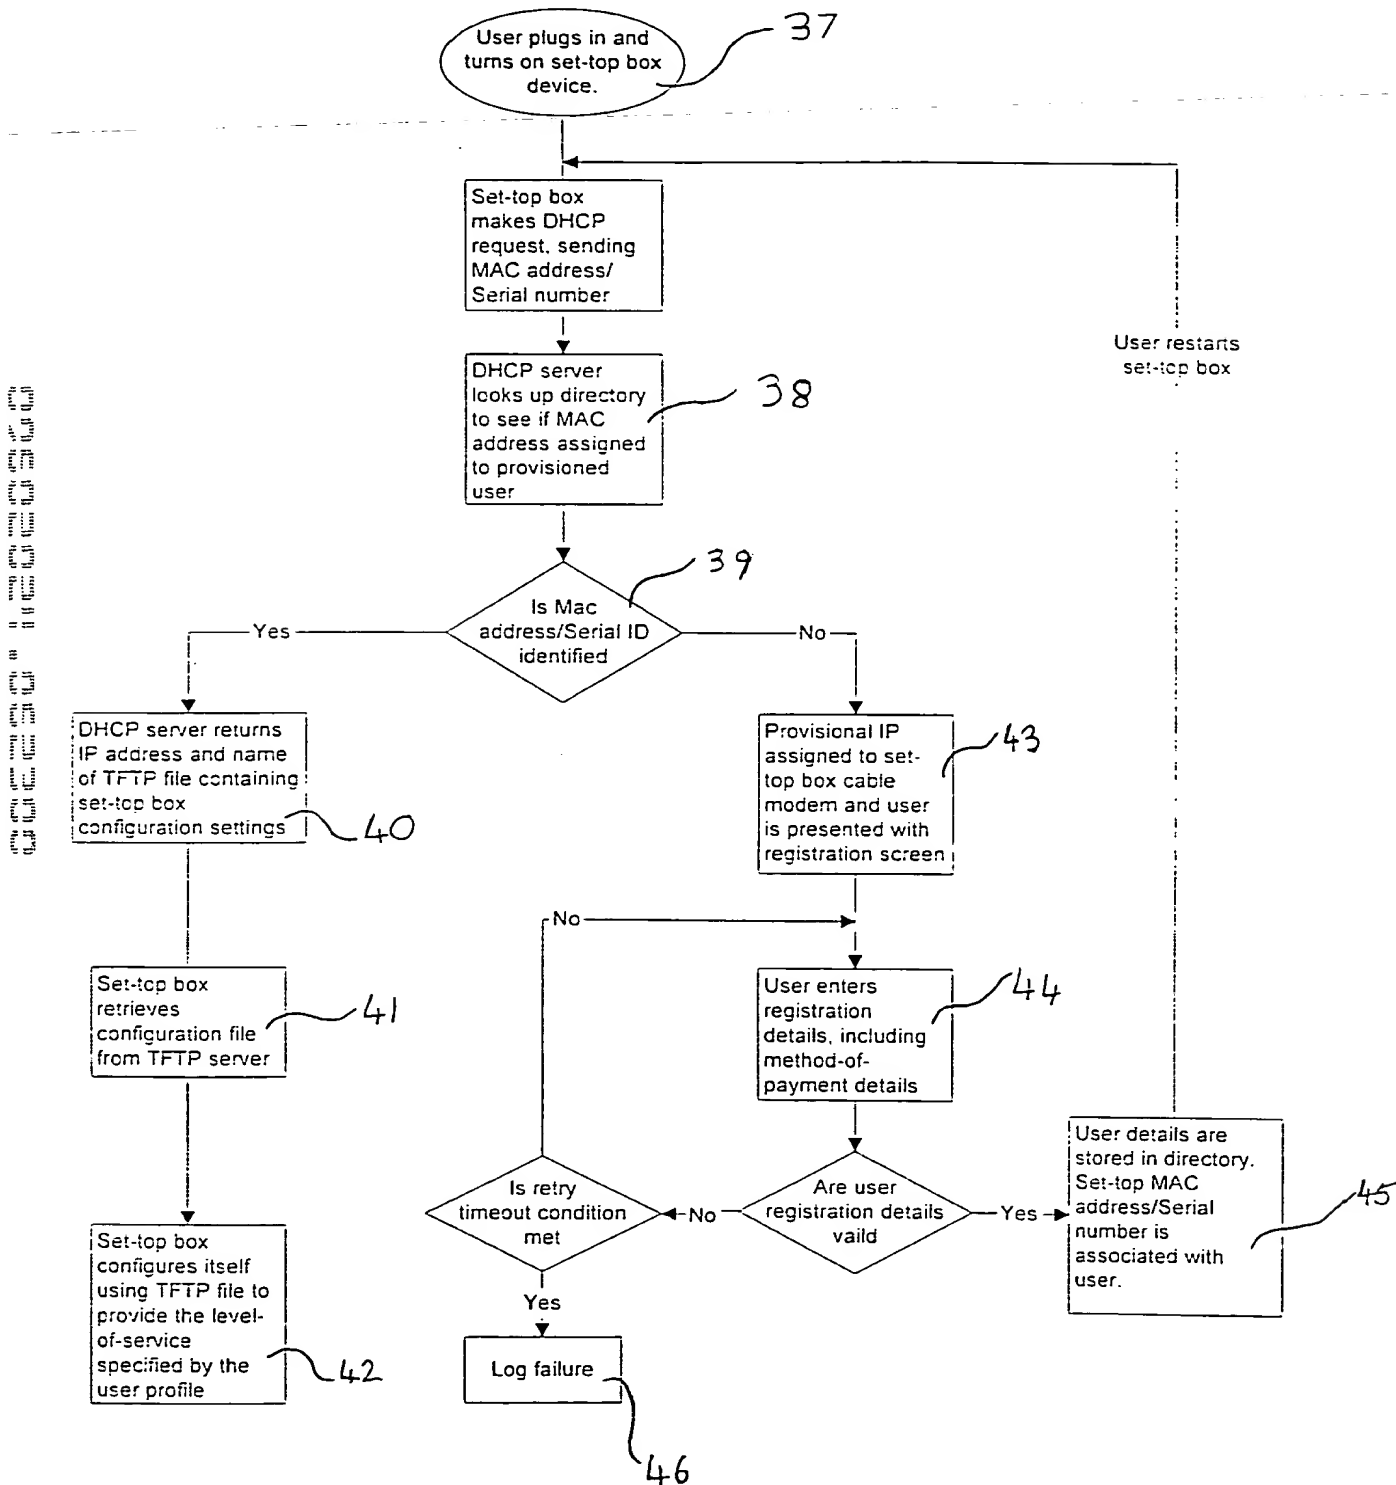 User plugs in and
turns on set-top box
device.
37
Set-top box
makes DHCP
request, sending
MAC address/
Serial number
User restarts
set-top box
DHCP server
looks up directory
to see if MAC
address assigned
to provisioned
user
38
Is Mac
address/Serial ID
identified
39
Yes
No
DHCP server returns
IP address and name
of TFTP file containing
set-top box
configuration settings
40
Provisional IP
assigned to set-
top box cable
modem and user
is presented with
registration screen
43
No
Set-top box
retrieves
configuration file
from TFTP server
41
User enters
registration
details, including
method-of-
payment details
44
Set-top box
configures itself
using TFTP file to
provide the level-
of-service
specified by the
user profile
42
Is retry
timeout condition
met
No
Are user
registration details
vaild
Yes
User details are
stored in directory.
Set-top MAC
address/Serial
number is
associated with
user.
45
Yes
Log failure
46